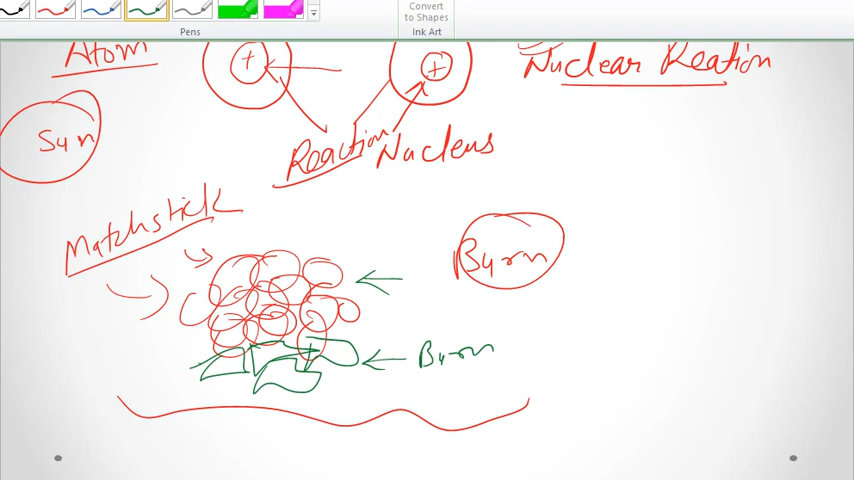 Convert
to Shapes
Pens
Ink Art
Atom
+
+
Nuclear Reation
Sun
Reaction
Nucleus
Matchstick
Burn
Burn